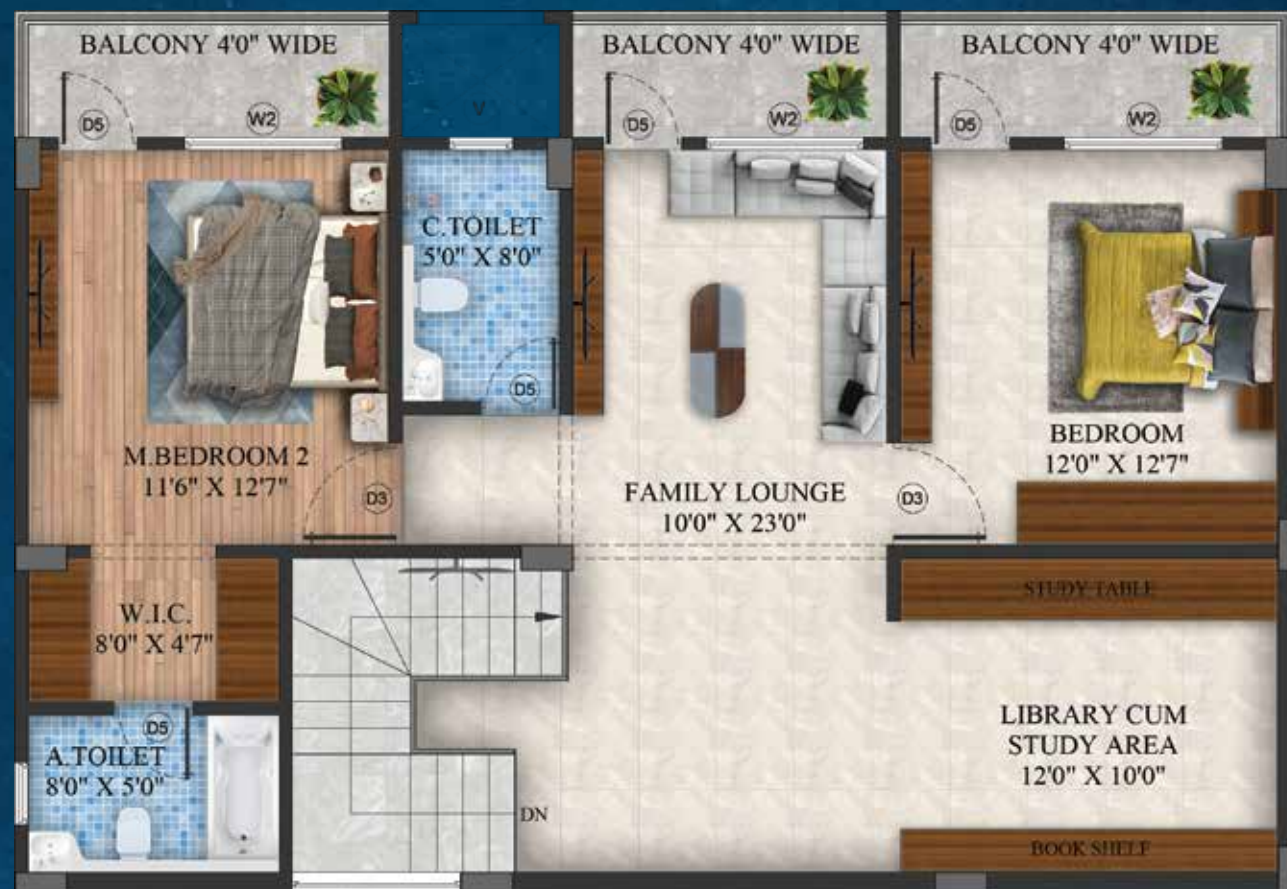 BALCONY 4'0" WIDE
BALCONY 4'0" WIDE
BALCONY 4'0" WIDE
D5
W2
V
D5
W2
D5
W2
C.TOILET
5'0" X 8'0"
D5
M.BEDROOM 2
11'6" X 12'7"
D3
FAMILY LOUNGE
10'0" X 23'0"
D3
BEDROOM
12'0" X 12'7"
W.I.C.
8'0" X 4'7"
STUDY TABLE
D5
A.TOILET
8'0" X 5'0"
LIBRARY CUM
STUDY AREA
12'0" X 10'0"
DN
BOOK SHELF